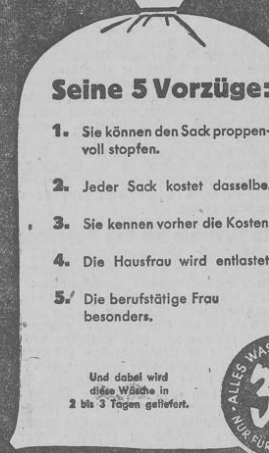 Seine 5 Vorzüge:
1. Sie können den Sack proppen-
voll stopfen.
2. Jeder Sack kostet dasselbe.
3. Sie kennen vorher die Kosten
4. Die Hausfrau wird entlastet
5. Die berufstätige Frau
besonders.
Und dabei wird
diese Wäsche in
2 bis 3 Tagen geliefert.
ALLES
NUR FÜR